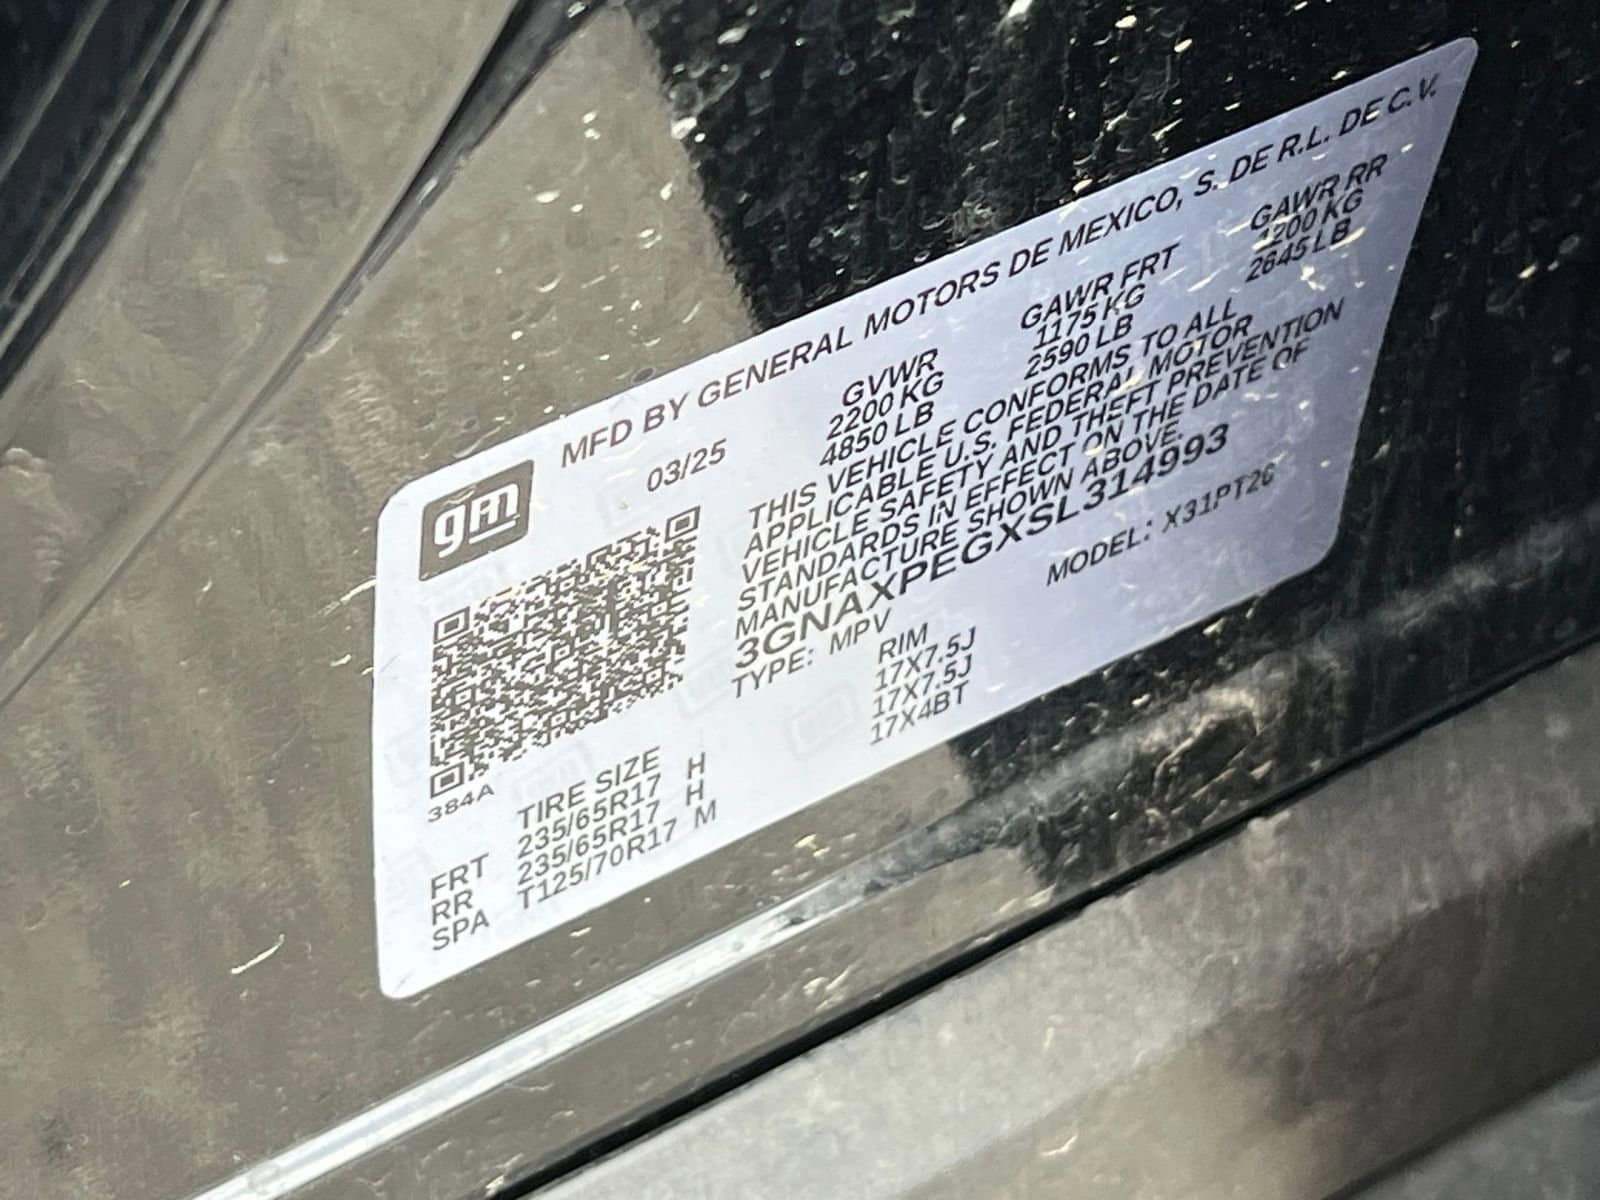 gm
MFD BY GENERAL MOTORS DE MEXICO, S. DE R.L. DE C.V.
03/25
GVWR GAWR FRT GAWR RR
2200 KG 1175 KG 1200 KG
4850 LB 2590 LB 2645 LB
THIS VEHICLE CONFORMS TO ALL
APPLICABLE U.S. FEDERAL MOTOR
VEHICLE SAFETY AND THEFT PREVENTION
STANDARDS IN EFFECT ON THE DATE OF
MANUFACTURE SHOWN ABOVE.
3GNAXPEGXSL314993
TYPE: MPV MODEL: X31PT26
384A
TIRE SIZE RIM
FRT 235/65R17 H 17X7.5J
RR 235/65R17 H 17X7.5J
SPA T125/70R17 M 17X4BT